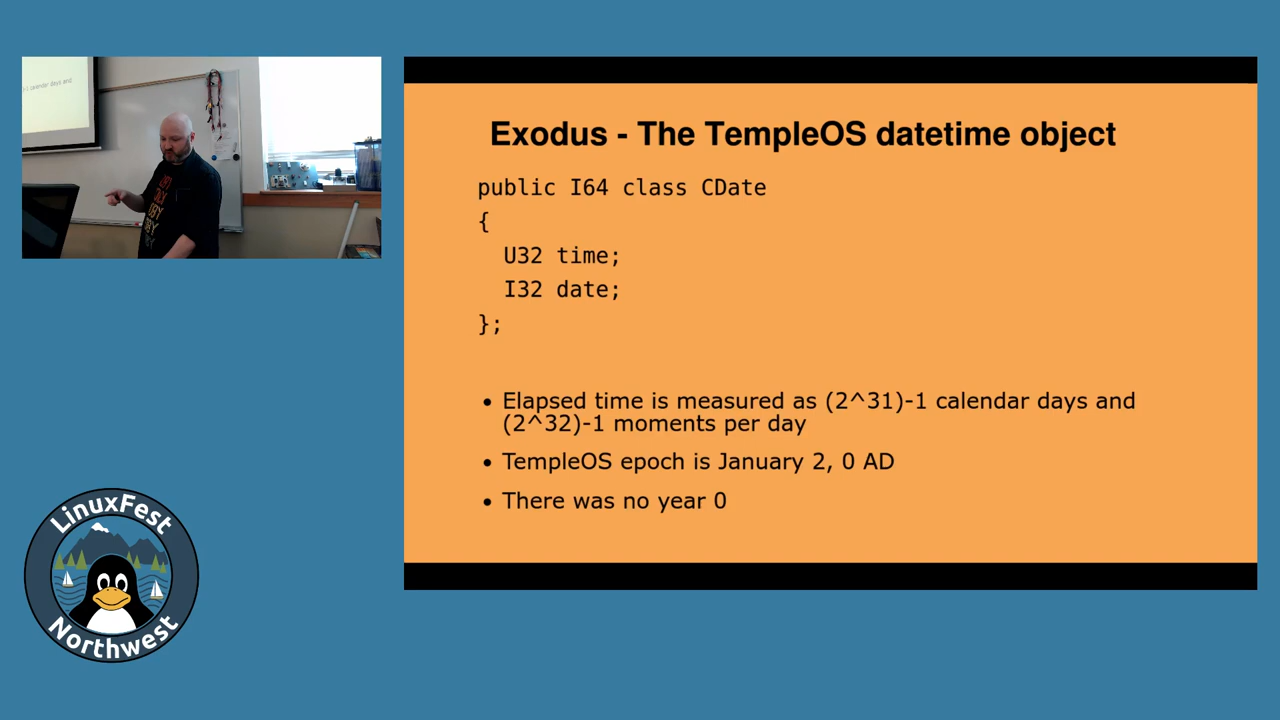 Exodus - The TempleOS datetime object
public I64 class CDate
{
U32 time;
I32 date;
};
• Elapsed time is measured as (2^31)-1 calendar days and
(2^32)-1 moments per day
• TempleOS epoch is January 2, 0 AD
• There was no year 0
LinuxFest
Northwest